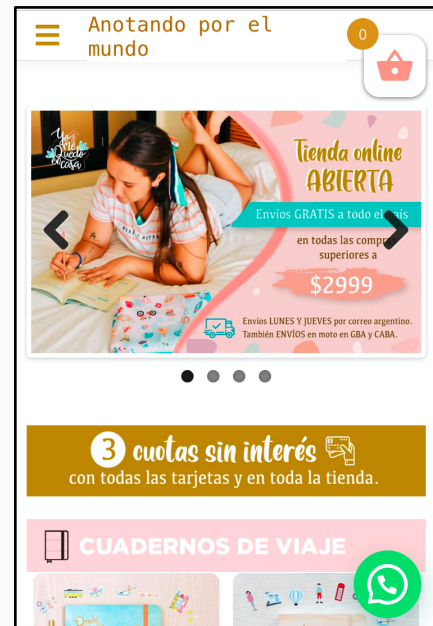 Anotando por el
mundo
0
Yo
me
Quedo
en
casa
Tienda online
ABIERTA
Envíos GRATIS a todo el país
en todas las compras
superiores a
$2999
Envíos LUNES Y JUEVES por correo argentino.
También ENVÍOS en moto en GBA y CABA.
3 cuotas sin interés
con todas las tarjetas y en toda la tienda.
CUADERNOS DE VIAJE